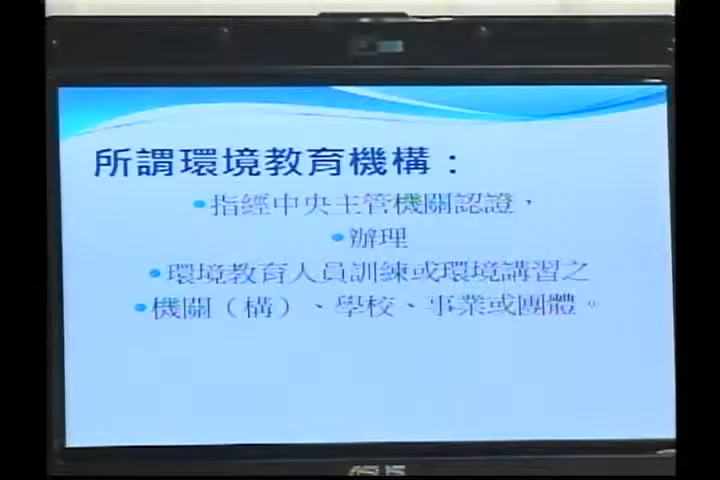 所謂環境教育機構：
•指經中央主管機關認證，
•辦理
•環境教育人員訓練或環境講習之
•機關（構）、學校、事業或團體。
ASUS